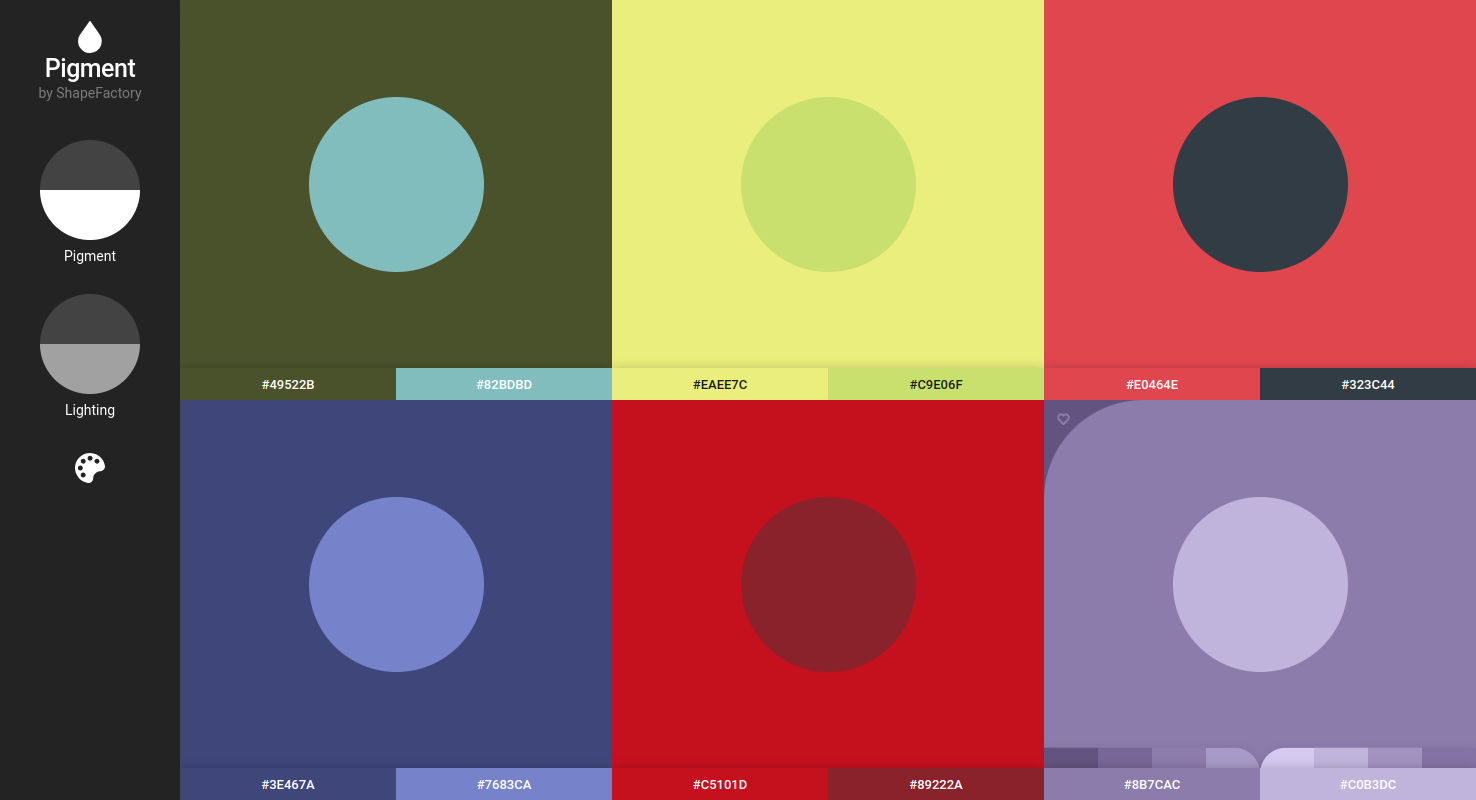 Pigment
by ShapeFactory
Pigment
Lighting
#49522B
#82BDBD
#EAEE7C
#C9E06F
#E0464E
#323C44
#3E467A
#7683CA
#C5101D
#89222A
#8B7CAC
#C0B3DC